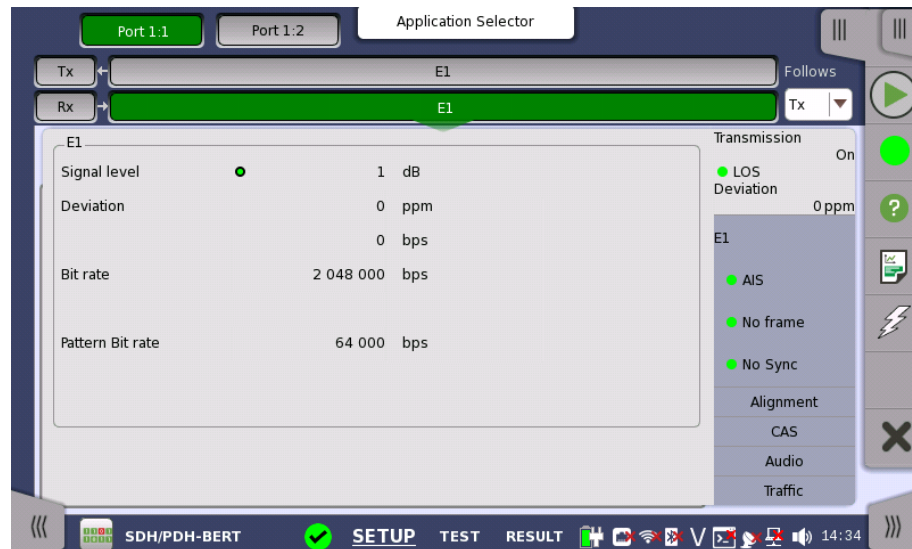 Application Selector
Port 1:1
Port 1:2
Tx
E1
Follows
Rx
E1
Tx
E1
Signal level 1 dB
Deviation 0 ppm
0 bps
Bit rate 2 048 000 bps
Pattern Bit rate 64 000 bps
Transmission
On
LOS
Deviation
0 ppm
E1
AIS
No frame
No Sync
Alignment
CAS
Audio
Traffic
SDH/PDH-BERT SETUP TEST RESULT V 14:34